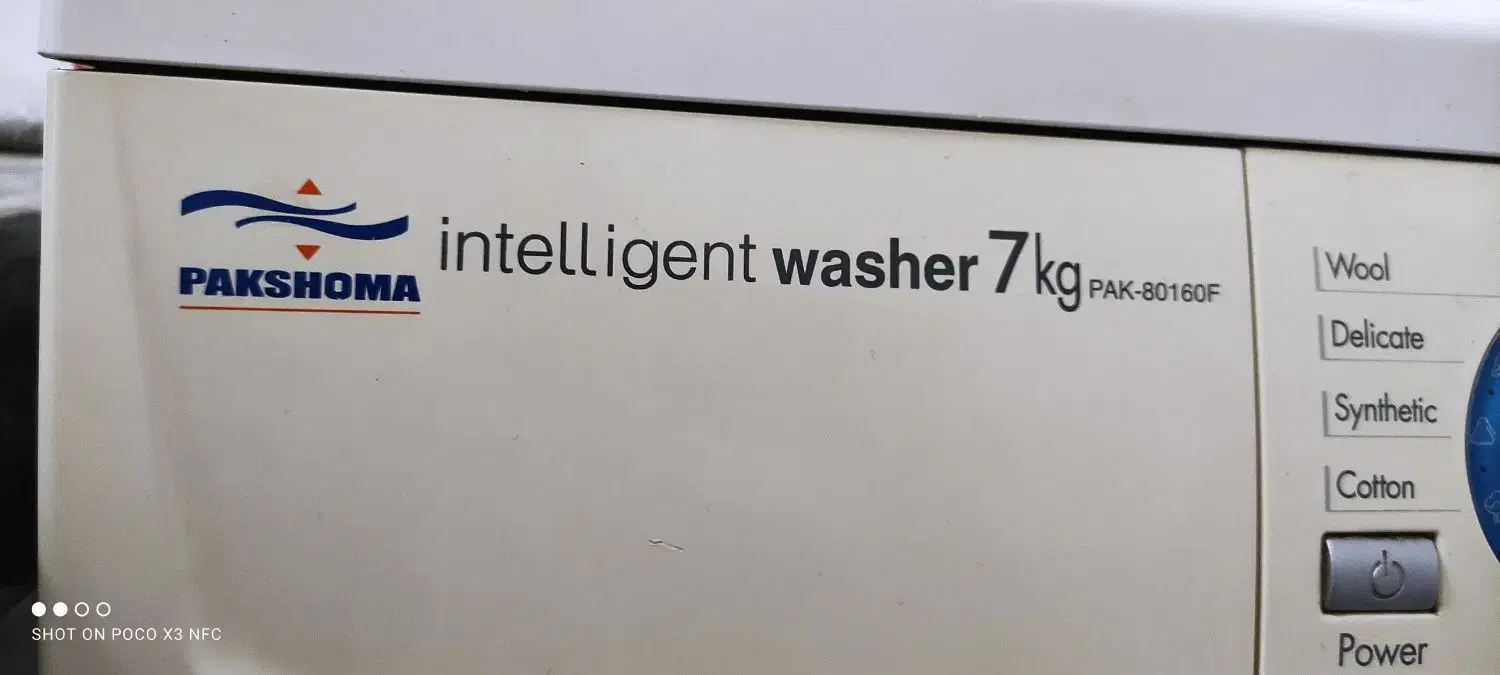 PAKSHOMA
intelligent washer 7kg PAK-80160F
Wool
Delicate
Synthetic
Cotton
Power
SHOT ON POCO X3 NFC